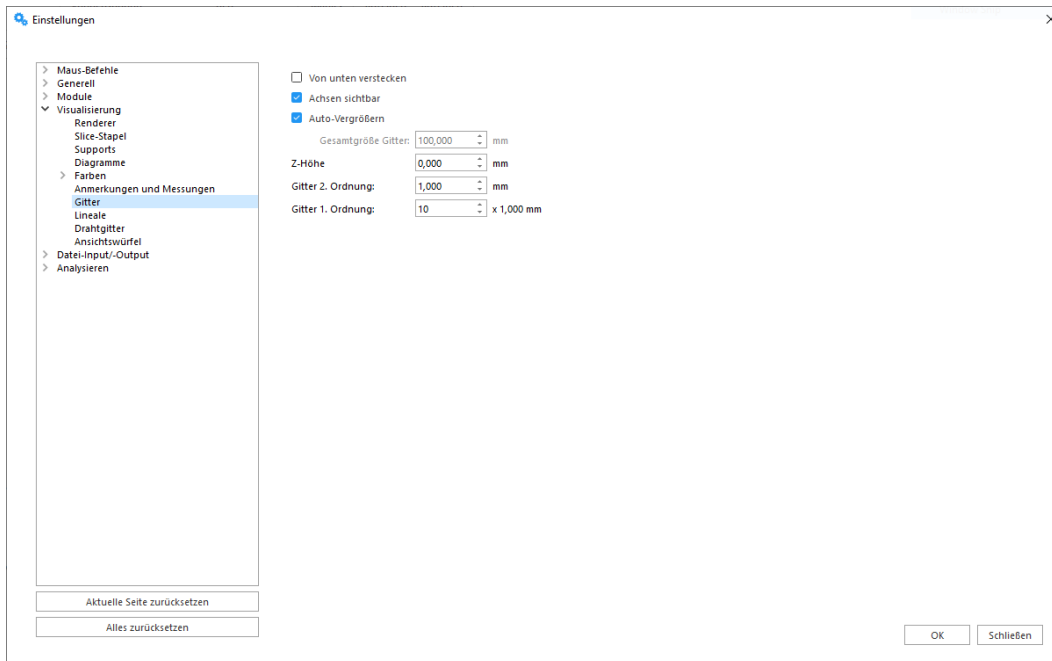 Einstellungen
Maus-Befehle
Generell
Module
Visualisierung
Renderer
Slice-Stapel
Supports
Diagramme
Farben
Anmerkungen und Messungen
Gitter
Lineale
Drahtgitter
Ansichtswürfel
Datei-Input/-Output
Analysieren
Aktuelle Seite zurücksetzen
Alles zurücksetzen
Von unten verstecken
Achsen sichtbar
Auto-Vergrößern
Gesamtgröße Gitter: 100,000 mm
Z-Höhe 0,000 mm
Gitter 2. Ordnung: 1,000 mm
Gitter 1. Ordnung: 10 x 1,000 mm
OK Schließen